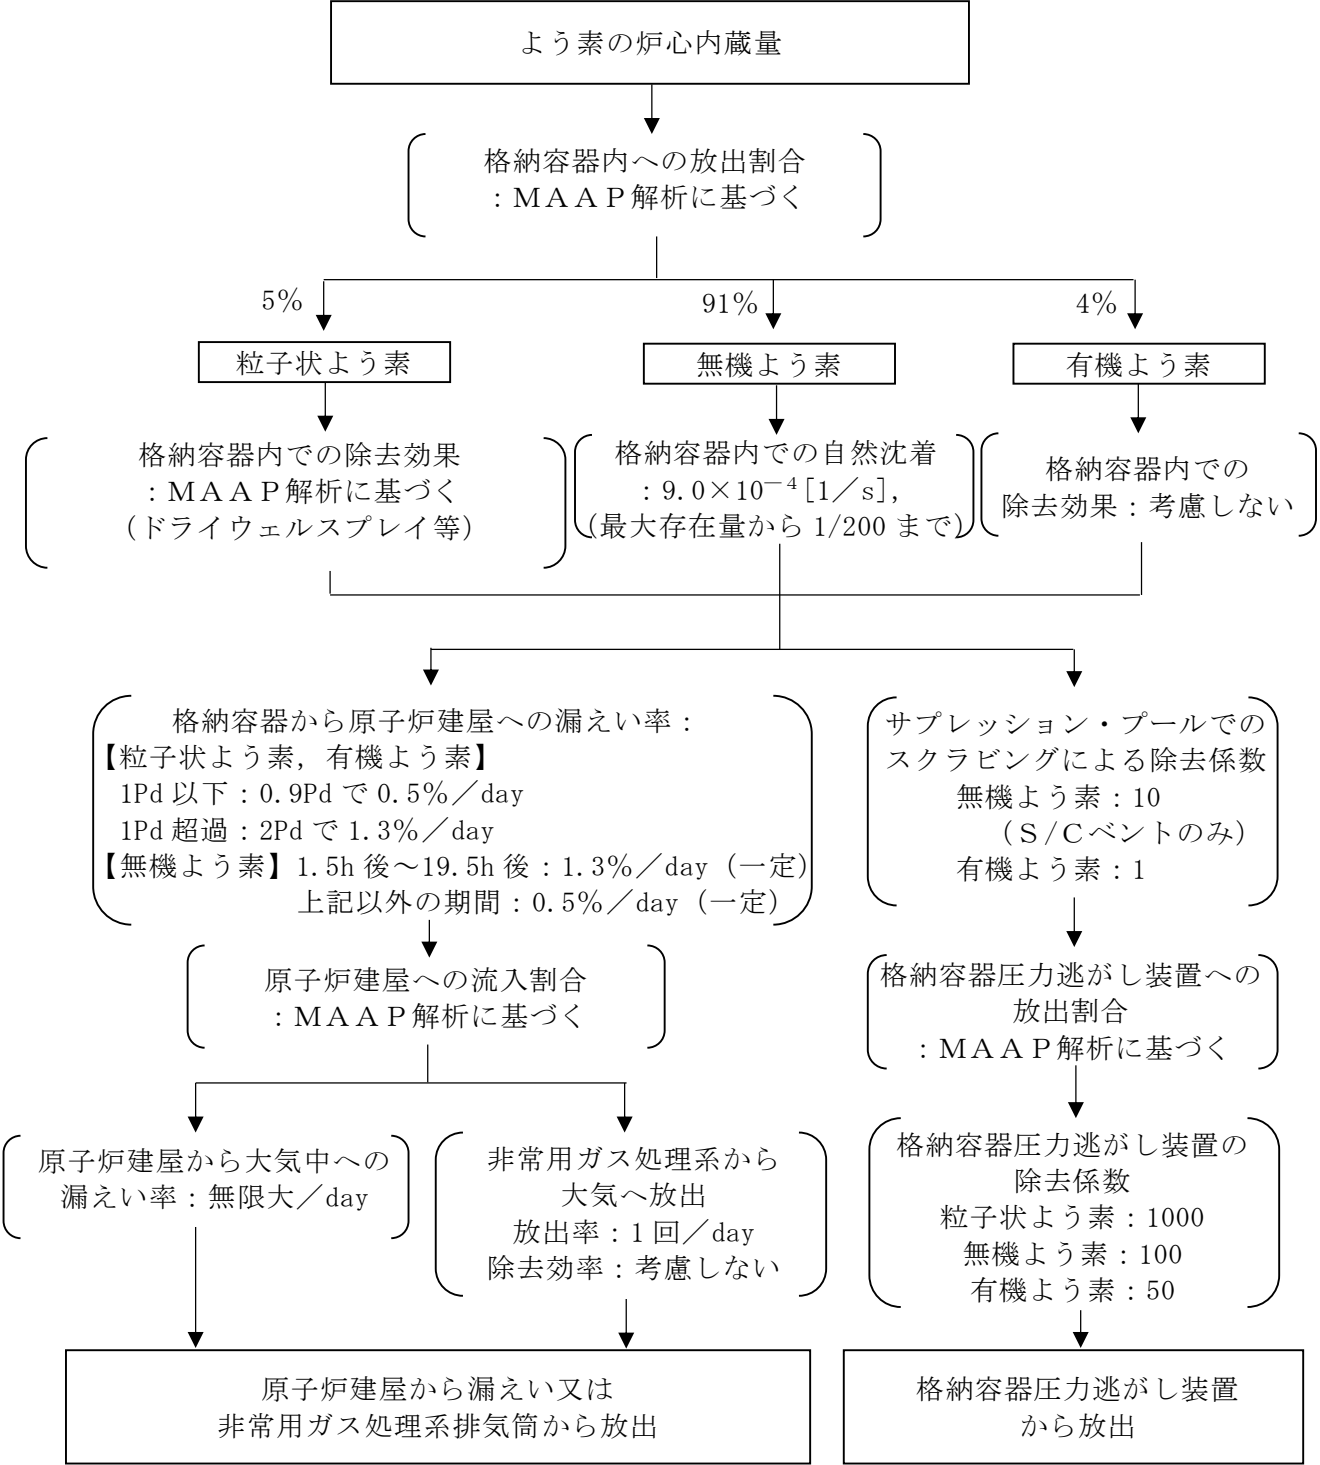 よう素の炉心内蔵量
格納容器内への放出割合
：ＭＡＡＰ解析に基づく
5％
91％
4％
粒子状よう素
無機よう素
有機よう素
格納容器内での除去効果
：ＭＡＡＰ解析に基づく
（ドライウェルスプレイ等）
格納容器内での自然沈着
：9.0×10⁻⁴[1／s]，
（最大存在量から 1/200 まで）
格納容器内での
除去効果：考慮しない
格納容器から原子炉建屋への漏えい率：
【粒子状よう素，有機よう素】
1Pd 以下：0.9Pd で 0.5％／day
1Pd 超過：2Pd で 1.3％／day
【無機よう素】1.5h 後～19.5h 後：1.3％／day（一定）
上記以外の期間：0.5％／day（一定）
サプレッション・プールでの
スクラビングによる除去係数
無機よう素：10
（Ｓ/Ｃベントのみ）
有機よう素：1
原子炉建屋への流入割合
：ＭＡＡＰ解析に基づく
格納容器圧力逃がし装置への
放出割合
：ＭＡＡＰ解析に基づく
原子炉建屋から大気中への
漏えい率：無限大／day
非常用ガス処理系から
大気へ放出
放出率：1 回／day
除去効率：考慮しない
格納容器圧力逃がし装置の
除去係数
粒子状よう素：1000
無機よう素：100
有機よう素：50
原子炉建屋から漏えい又は
非常用ガス処理系排気筒から放出
格納容器圧力逃がし装置
から放出